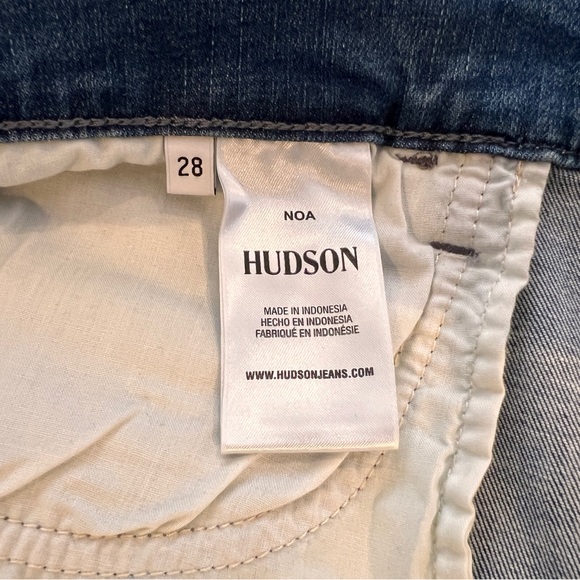 28
NOA
HUDSON
MADE IN INDONESIA
HECHO EN INDONESIA
FABRIQUÉ EN INDONÉSIE
WWW.HUDSONJEANS.COM